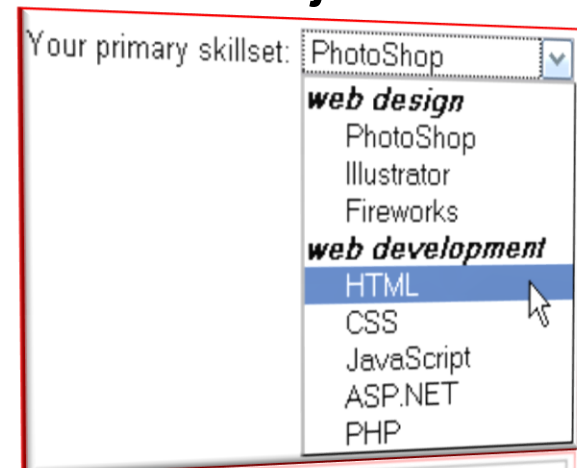 Your primary skillset: PhotoShop
web design
PhotoShop
Illustrator
Fireworks
web development
HTML
CSS
JavaScript
ASP.NET
PHP